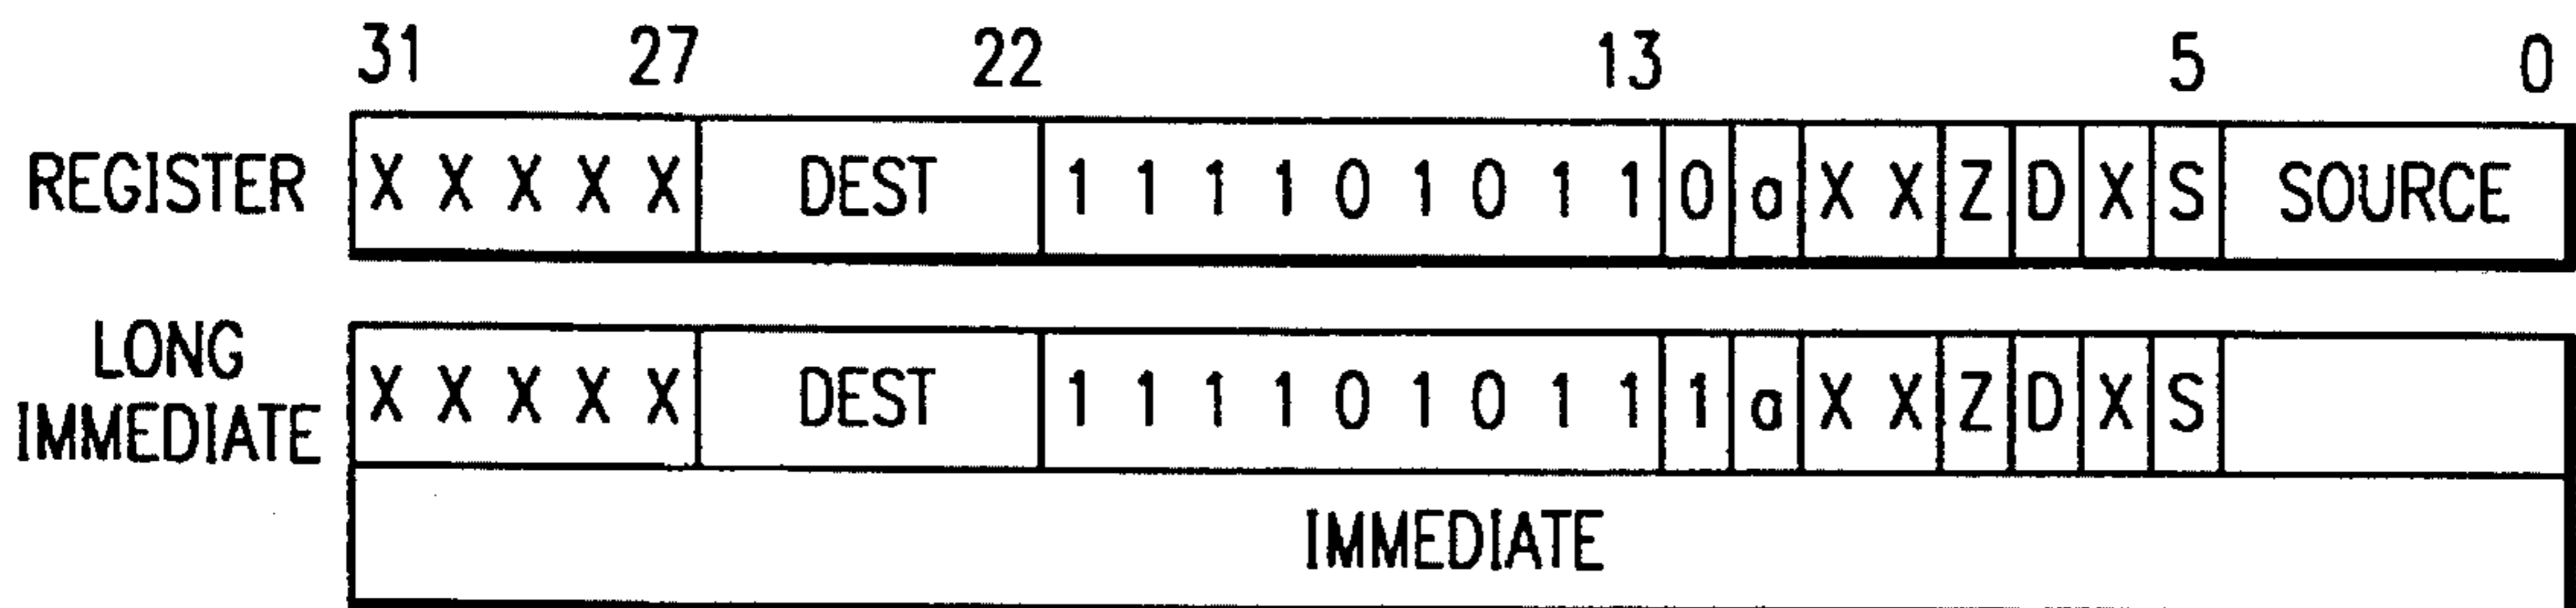 31 27 22 13 5 0
REGISTER X X X X X DEST 1 1 1 1 0 1 0 1 1 0 a X X Z D X S SOURCE
LONG
IMMEDIATE X X X X X DEST 1 1 1 1 0 1 0 1 1 1 a X X Z D X S
IMMEDIATE